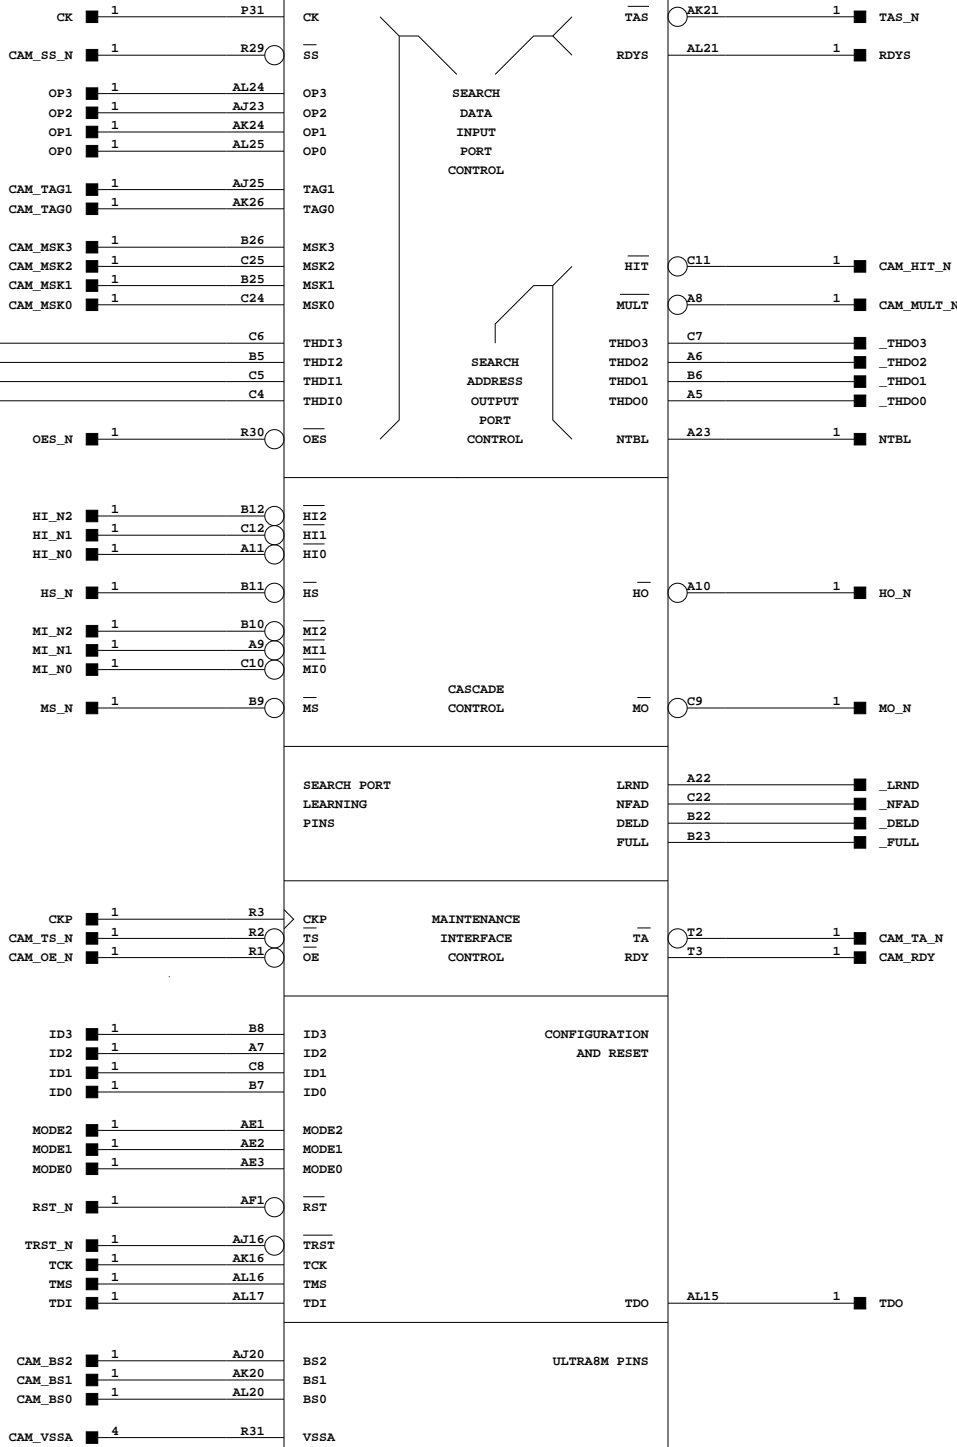 CK 1 P31 CK TAS AK21 1 TAS_N
CAM_SS_N 1 R29 SS RDYS AL21 1 RDYS
OP3 1 AL24 OP3 SEARCH
OP2 1 AJ23 OP2 DATA
OP1 1 AK24 OP1 INPUT
OP0 1 AL25 OP0 PORT
CONTROL
CAM_TAG1 1 AJ25 TAG1
CAM_TAG0 1 AK26 TAG0
CAM_MSK3 1 B26 MSK3
CAM_MSK2 1 C25 MSK2 HIT C11 1 CAM_HIT_N
CAM_MSK1 1 B25 MSK1
CAM_MSK0 1 C24 MSK0 MULT A8 1 CAM_MULT_N
C6 THDI3 THDO3 C7 _THDO3
B5 THDI2 SEARCH THDO2 A6 _THDO2
C5 THDI1 ADDRESS THDO1 B6 _THDO1
C4 THDI0 OUTPUT THDO0 A5 _THDO0
PORT
OES_N 1 R30 OES CONTROL NTBL A23 1 NTBL
HI_N2 1 B12 HI2
HI_N1 1 C12 HI1
HI_N0 1 A11 HI0
HS_N 1 B11 HS HO A10 1 HO_N
MI_N2 1 B10 MI2
MI_N1 1 A9 MI1
MI_N0 1 C10 MI0
CASCADE
MS_N 1 B9 MS CONTROL MO C9 1 MO_N
SEARCH PORT LRND A22 _LRND
LEARNING NFAD C22 _NFAD
PINS DELD B22 _DELD
FULL B23 _FULL
CKP 1 R3 CKP MAINTENANCE
CAM_TS_N 1 R2 TS INTERFACE TA T2 1 CAM_TA_N
CAM_OE_N 1 R1 OE CONTROL RDY T3 1 CAM_RDY
ID3 1 B8 ID3 CONFIGURATION
ID2 1 A7 ID2 AND RESET
ID1 1 C8 ID1
ID0 1 B7 ID0
MODE2 1 AE1 MODE2
MODE1 1 AE2 MODE1
MODE0 1 AE3 MODE0
RST_N 1 AF1 RST
TRST_N 1 AJ16 TRST
TCK 1 AK16 TCK
TMS 1 AL16 TMS
TDI 1 AL17 TDI TDO AL15 1 TDO
CAM_BS2 1 AJ20 BS2 ULTRA8M PINS
CAM_BS1 1 AK20 BS1
CAM_BS0 1 AL20 BS0
CAM_VSSA 4 R31 VSSA